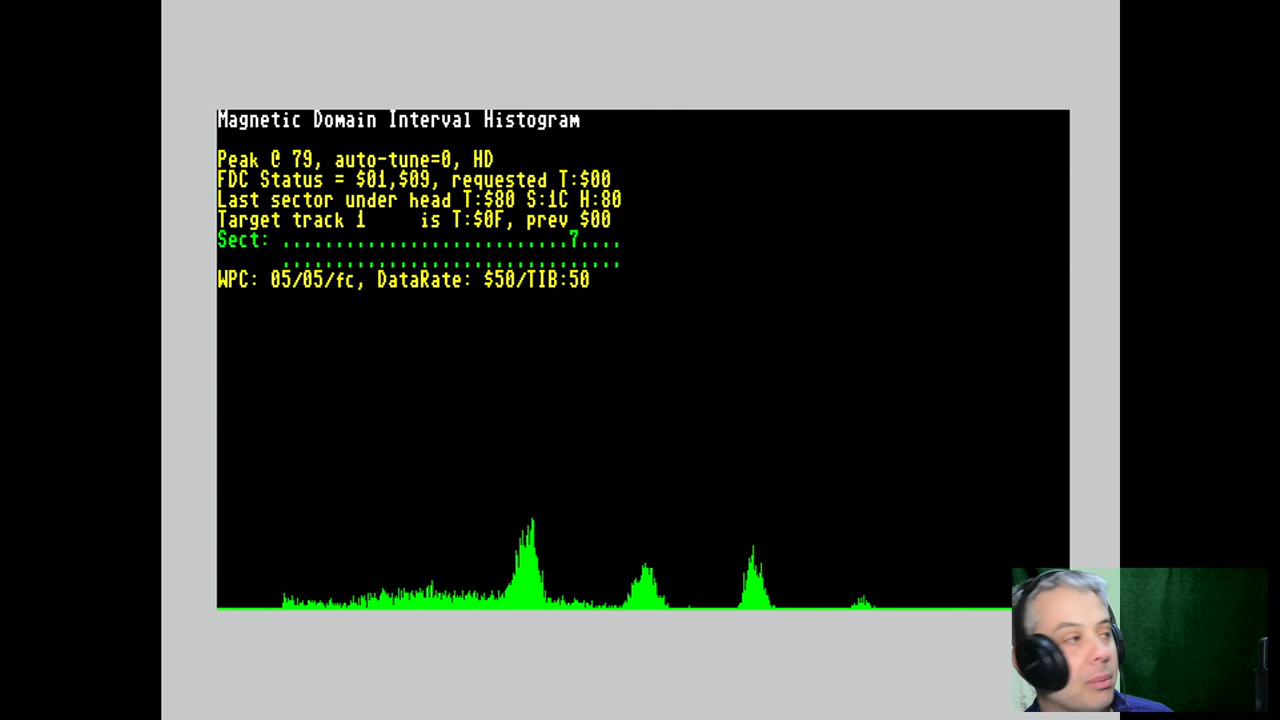 Magnetic Domain Interval Histogram
Peak @ 79, auto-tune=0, HD
FDC Status = $01,$09, requested T:$00
Last sector under head T:$80 S:1C H:80
Target track 1 is T:$0F, prev $00
Sect: ...........................7....
................................
WPC: 05/05/fc, DataRate: $50/TIB:50